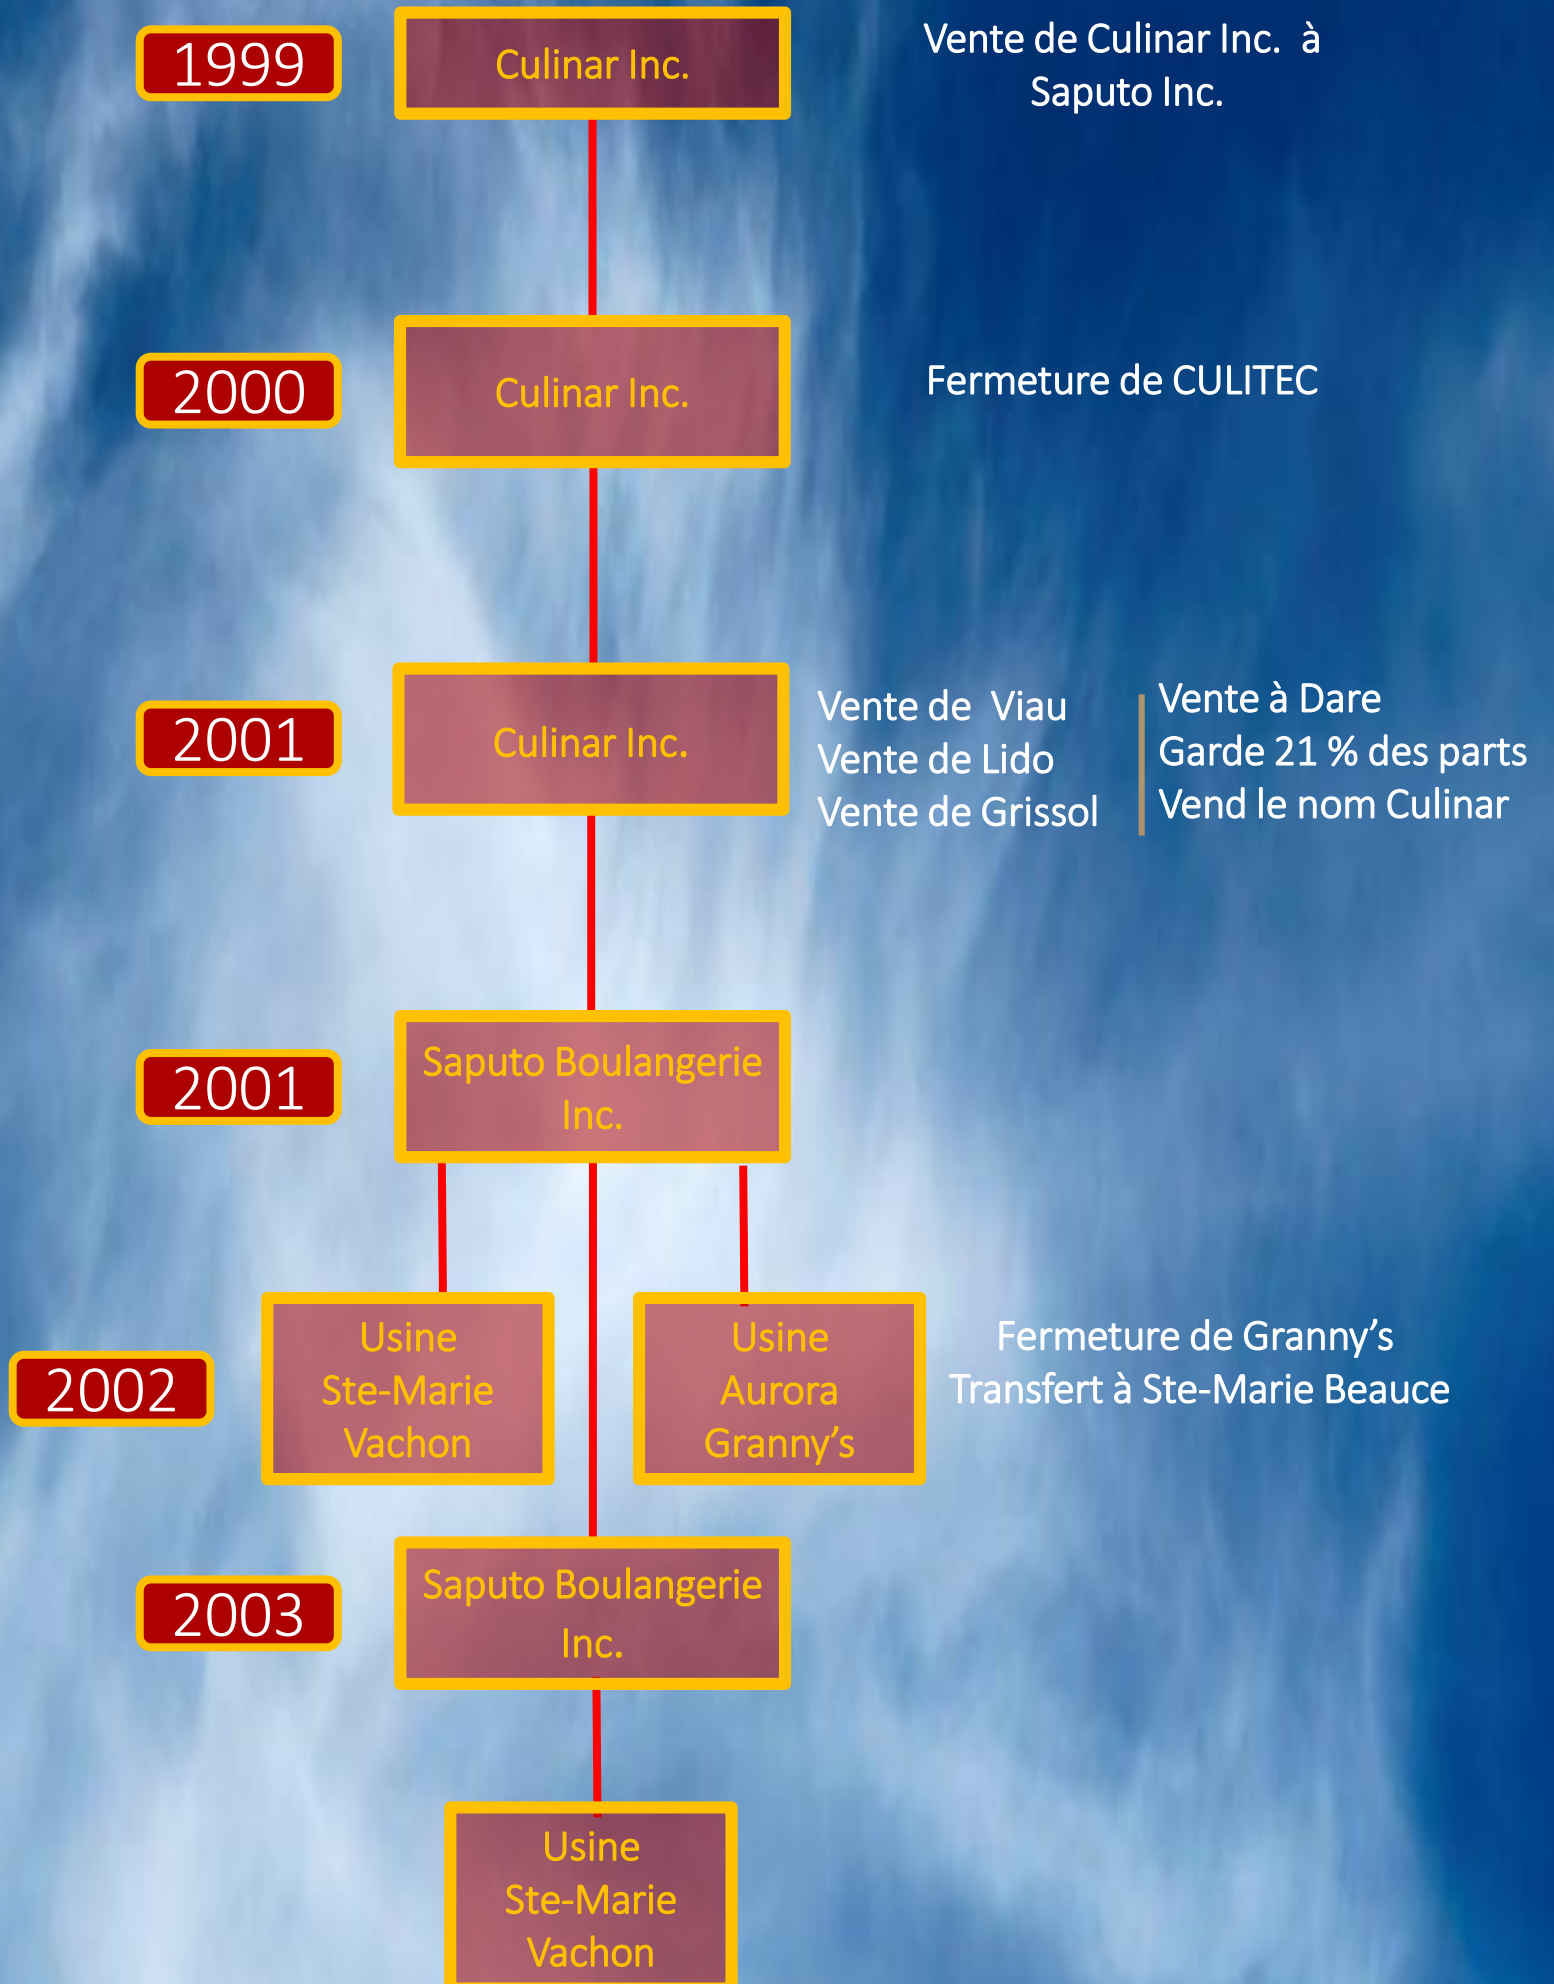 1999
Culinar Inc.
Vente de Culinar Inc. à
Saputo Inc.
2000
Culinar Inc.
Fermeture de CULITEC
2001
Culinar Inc.
Vente de Viau
Vente de Lido
Vente de Grissol
Vente à Dare
Garde 21 % des parts
Vend le nom Culinar
2001
Saputo Boulangerie
Inc.
2002
Usine
Ste-Marie
Vachon
Usine
Aurora
Granny’s
Fermeture de Granny’s
Transfert à Ste-Marie Beauce
2003
Saputo Boulangerie
Inc.
Usine
Ste-Marie
Vachon